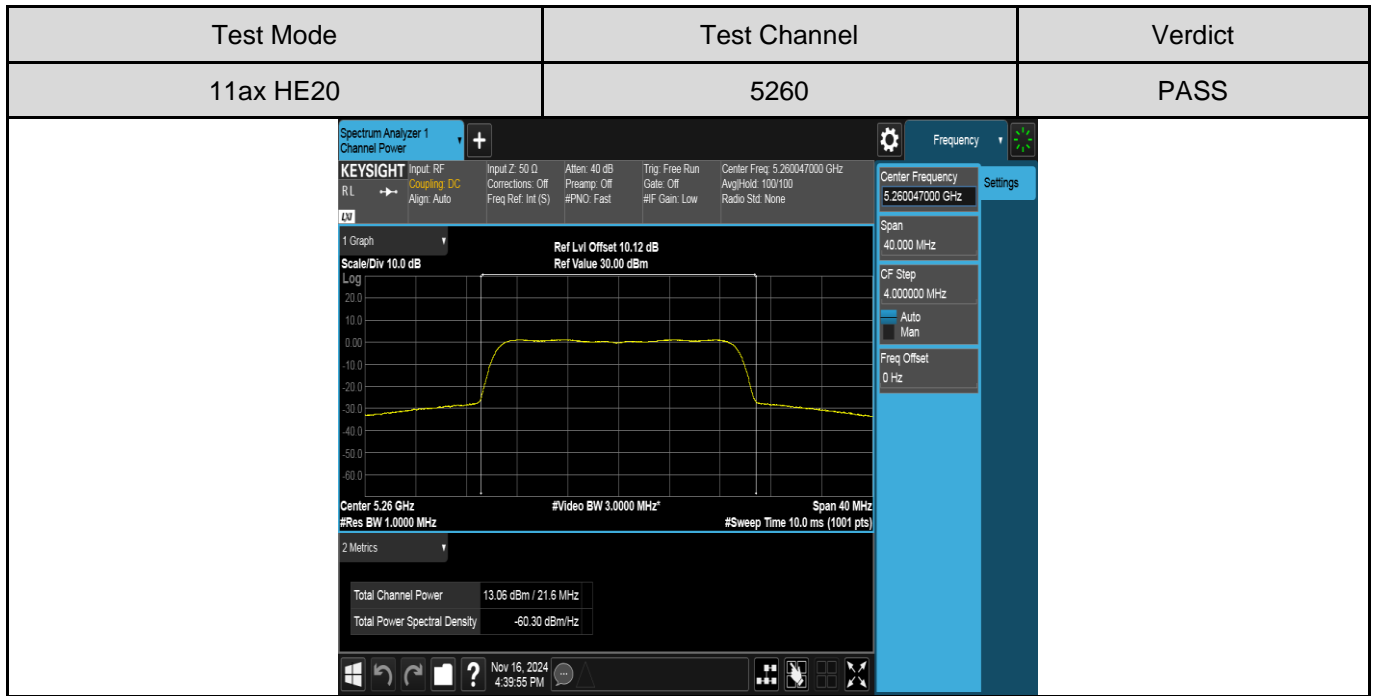 Test Mode
Test Channel
Verdict
11ax HE20
5260
PASS
Spectrum Analyzer 1
Channel Power
+
Frequency
KEYSIGHT
Input: RF
Input Z: 50 Ω
Atten: 40 dB
Trig: Free Run
Center Freq: 5.260047000 GHz
RL
Coupling: DC
Corrections: Off
Preamp: Off
Gate: Off
Avg|Hold: 100/100
Align: Auto
Freq Ref: Int (S)
#PNO: Fast
#IF Gain: Low
Radio Std: None
LXI
Center Frequency
5.260047000 GHz
Settings
Span
40.000 MHz
CF Step
4.000000 MHz
Auto
Man
Freq Offset
0 Hz
1 Graph
Ref Lvl Offset 10.12 dB
Scale/Div 10.0 dB
Ref Value 30.00 dBm
Log
20.0
10.0
0.00
-10.0
-20.0
-30.0
-40.0
-50.0
-60.0
Center 5.26 GHz
#Video BW 3.0000 MHz*
Span 40 MHz
#Res BW 1.0000 MHz
#Sweep Time 10.0 ms (1001 pts)
2 Metrics
Total Channel Power
13.06 dBm / 21.6 MHz
Total Power Spectral Density
-60.30 dBm/Hz
?
Nov 16, 2024
4:39:55 PM